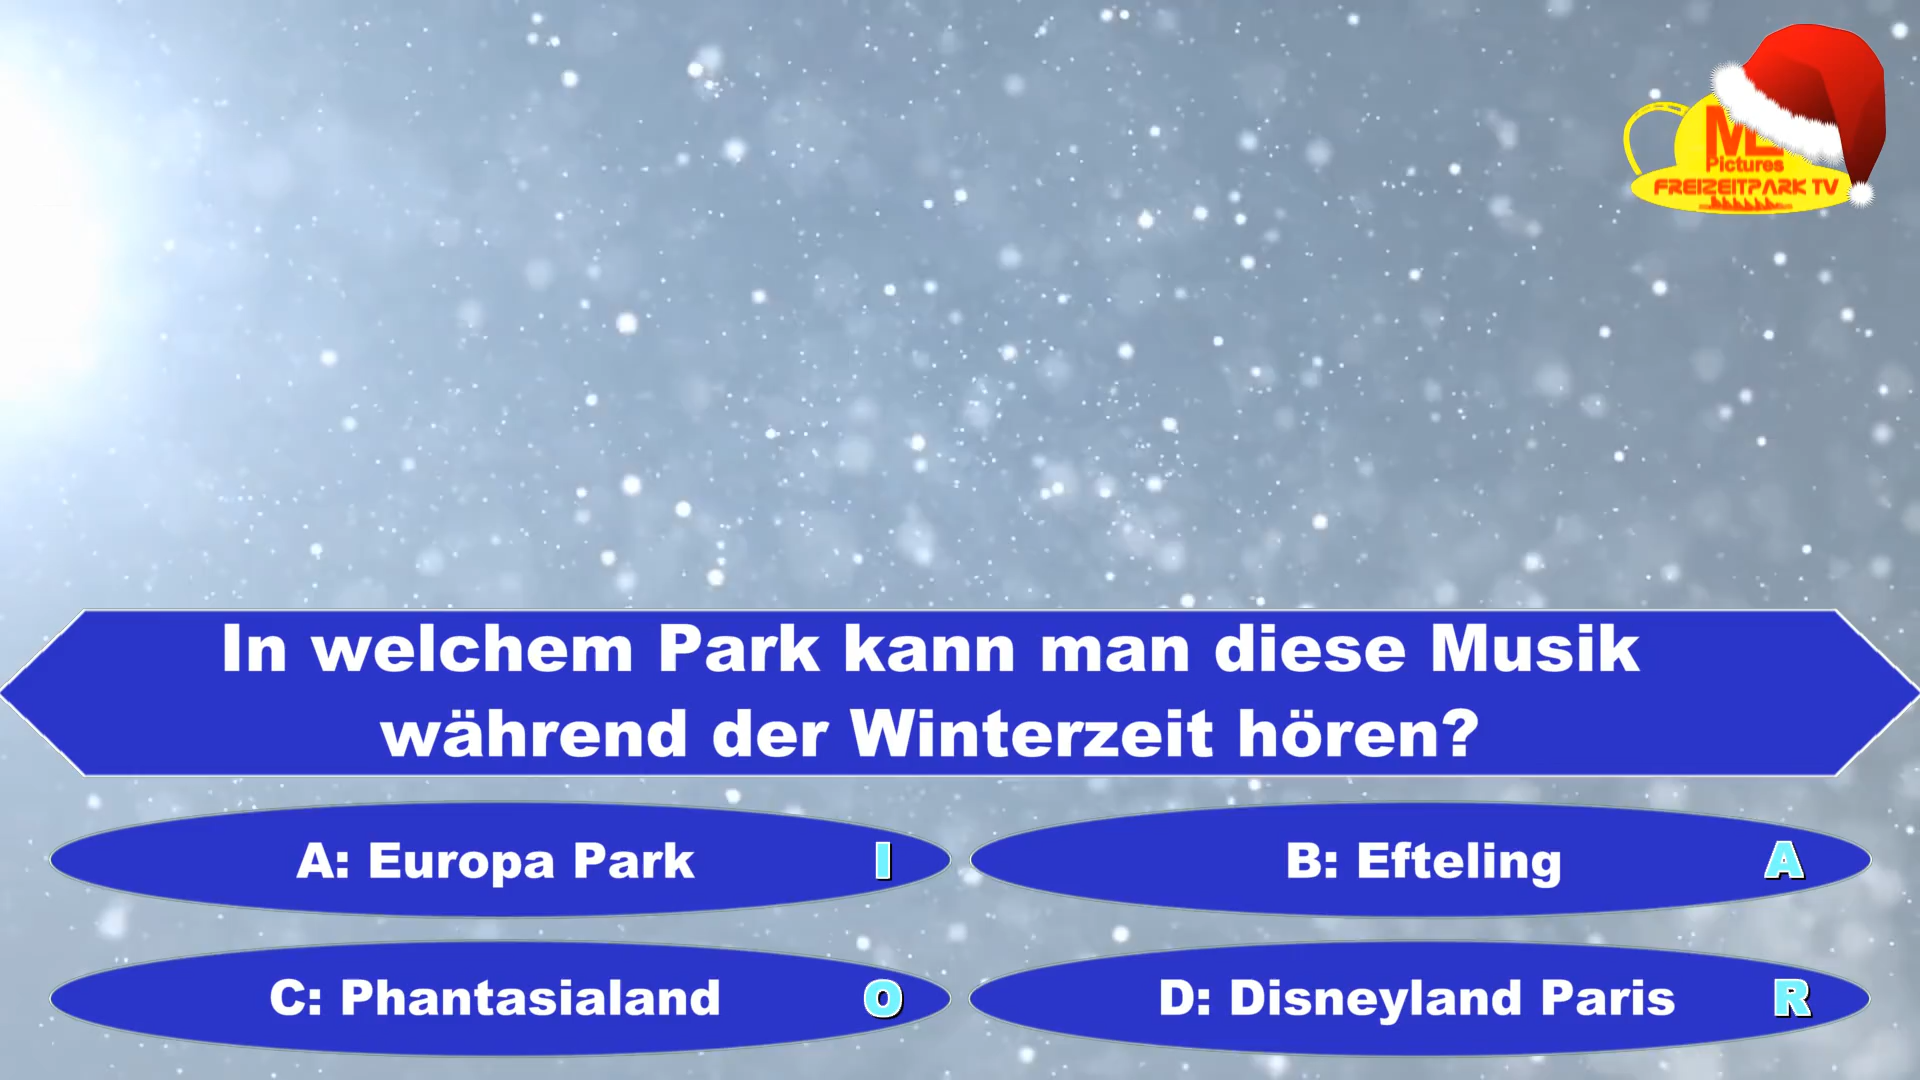 Pictures
FREIZEITPARK TV
In welchem Park kann man diese Musik
während der Winterzeit hören?
A: Europa Park I
B: Efteling A
C: Phantasialand O
D: Disneyland Paris R